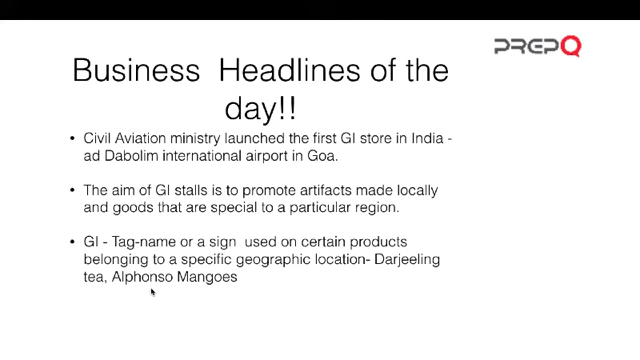 PREPQ
Business Headlines of the
day!!
• Civil Aviation ministry launched the first GI store in India -
ad Dabolim international airport in Goa.
• The aim of GI stalls is to promote artifacts made locally
and goods that are special to a particular region.
• GI - Tag-name or a sign used on certain products
belonging to a specific geographic location- Darjeeling
tea, Alphonso Mangoes